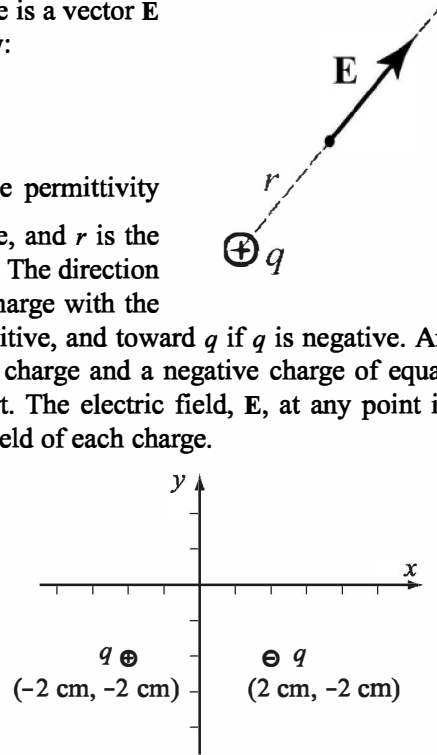 e is a vector E
y:
E
r
q
e permittivity
e, and r is the
The direction
harge with the
itive, and toward q if q is negative. A
charge and a negative charge of equa
t. The electric field, E, at any point i
eld of each charge.
y
x
q ⊕
⊖ q
(−2 cm, −2 cm)
(2 cm, −2 cm)